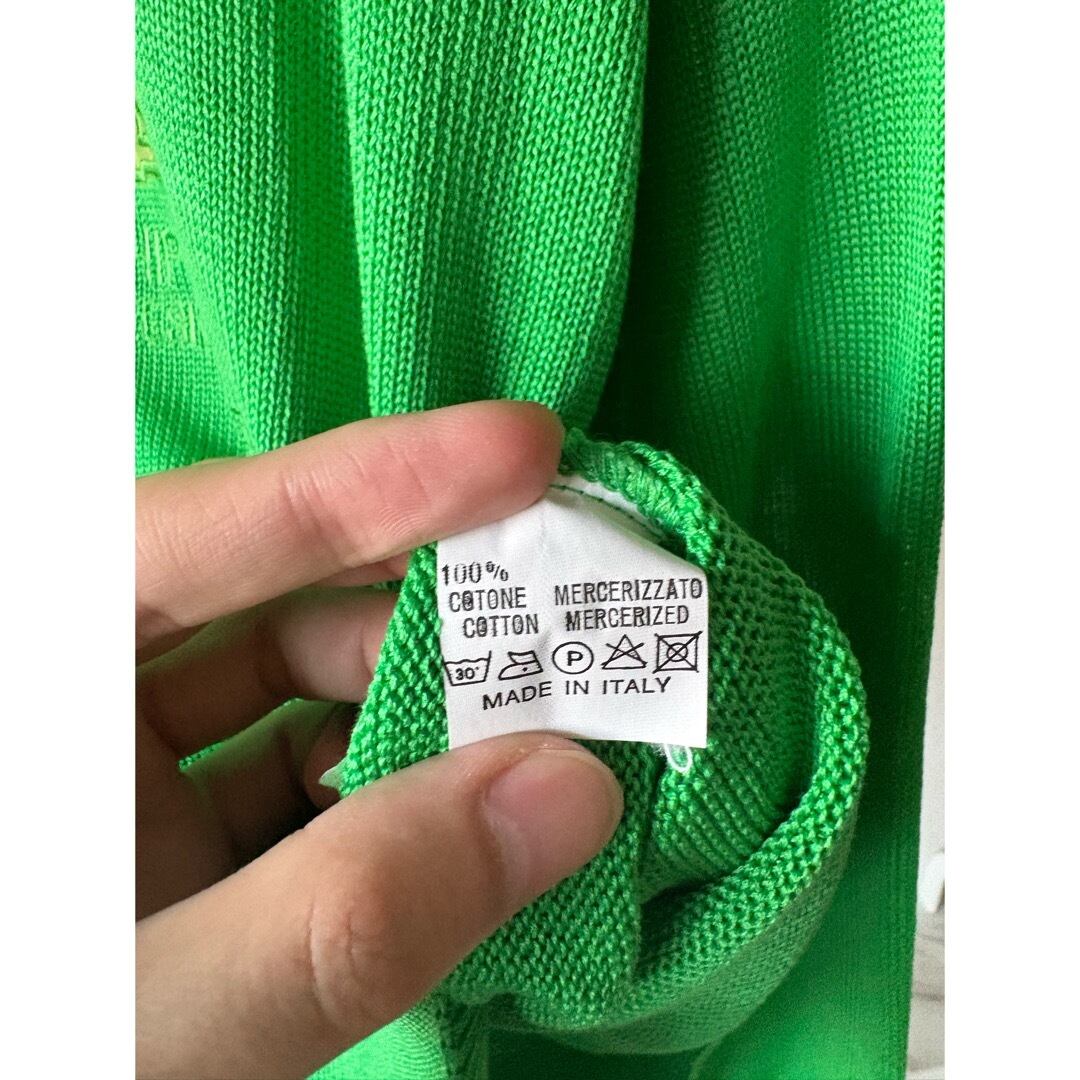 100%
COTONE MERCERIZZATO
COTTON MERCERIZED
30° P
MADE IN ITALY